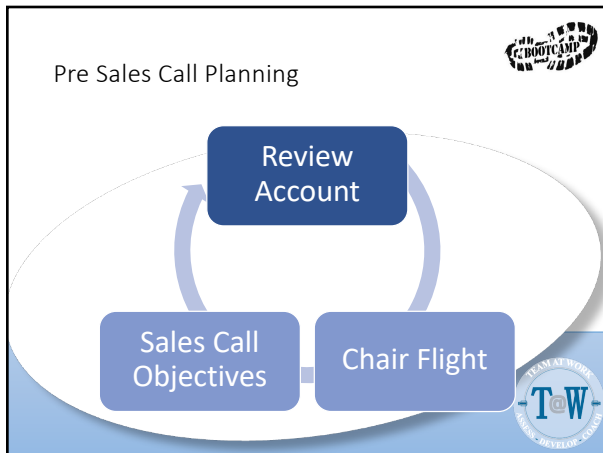 BOOTCAMP
Pre Sales Call Planning
Review
Account
Sales Call
Objectives
Chair Flight
TEAM AT WORK
T@W
ASSESS - DEVELOP - COACH